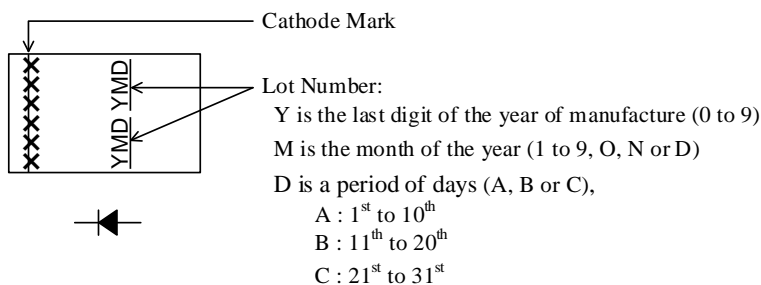 Cathode Mark
YMD YMD
Lot Number:
Y is the last digit of the year of manufacture (0 to 9)
M is the month of the year (1 to 9, O, N or D)
D is a period of days (A, B or C),
A : 1st to 10th
B : 11th to 20th
C : 21st to 31st